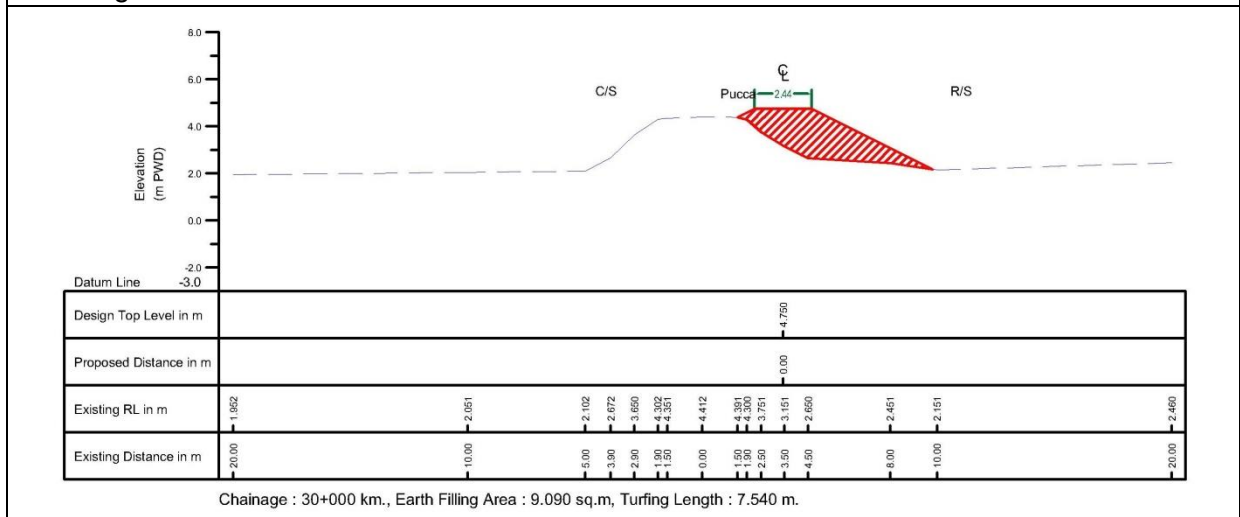 8.0
6.0
4.0
2.0
0.0
-2.0
Elevation
(m PWD)
C/S
Pucca
℄
2.44
R/S
Datum Line -3.0
Design Top Level in m 4.750
Proposed Distance in m 0.00
Existing RL in m 1.952 2.051 2.102 2.672 3.650 4.302 4.351 4.412 4.391 4.300 3.751 3.151 2.650 2.451 2.151 2.460
Existing Distance in m 20.00 10.00 5.00 3.90 2.90 1.90 1.50 0.00 1.50 1.90 2.50 3.50 4.50 8.00 10.00 20.00
Chainage : 30+000 km., Earth Filling Area : 9.090 sq.m, Turfing Length : 7.540 m.